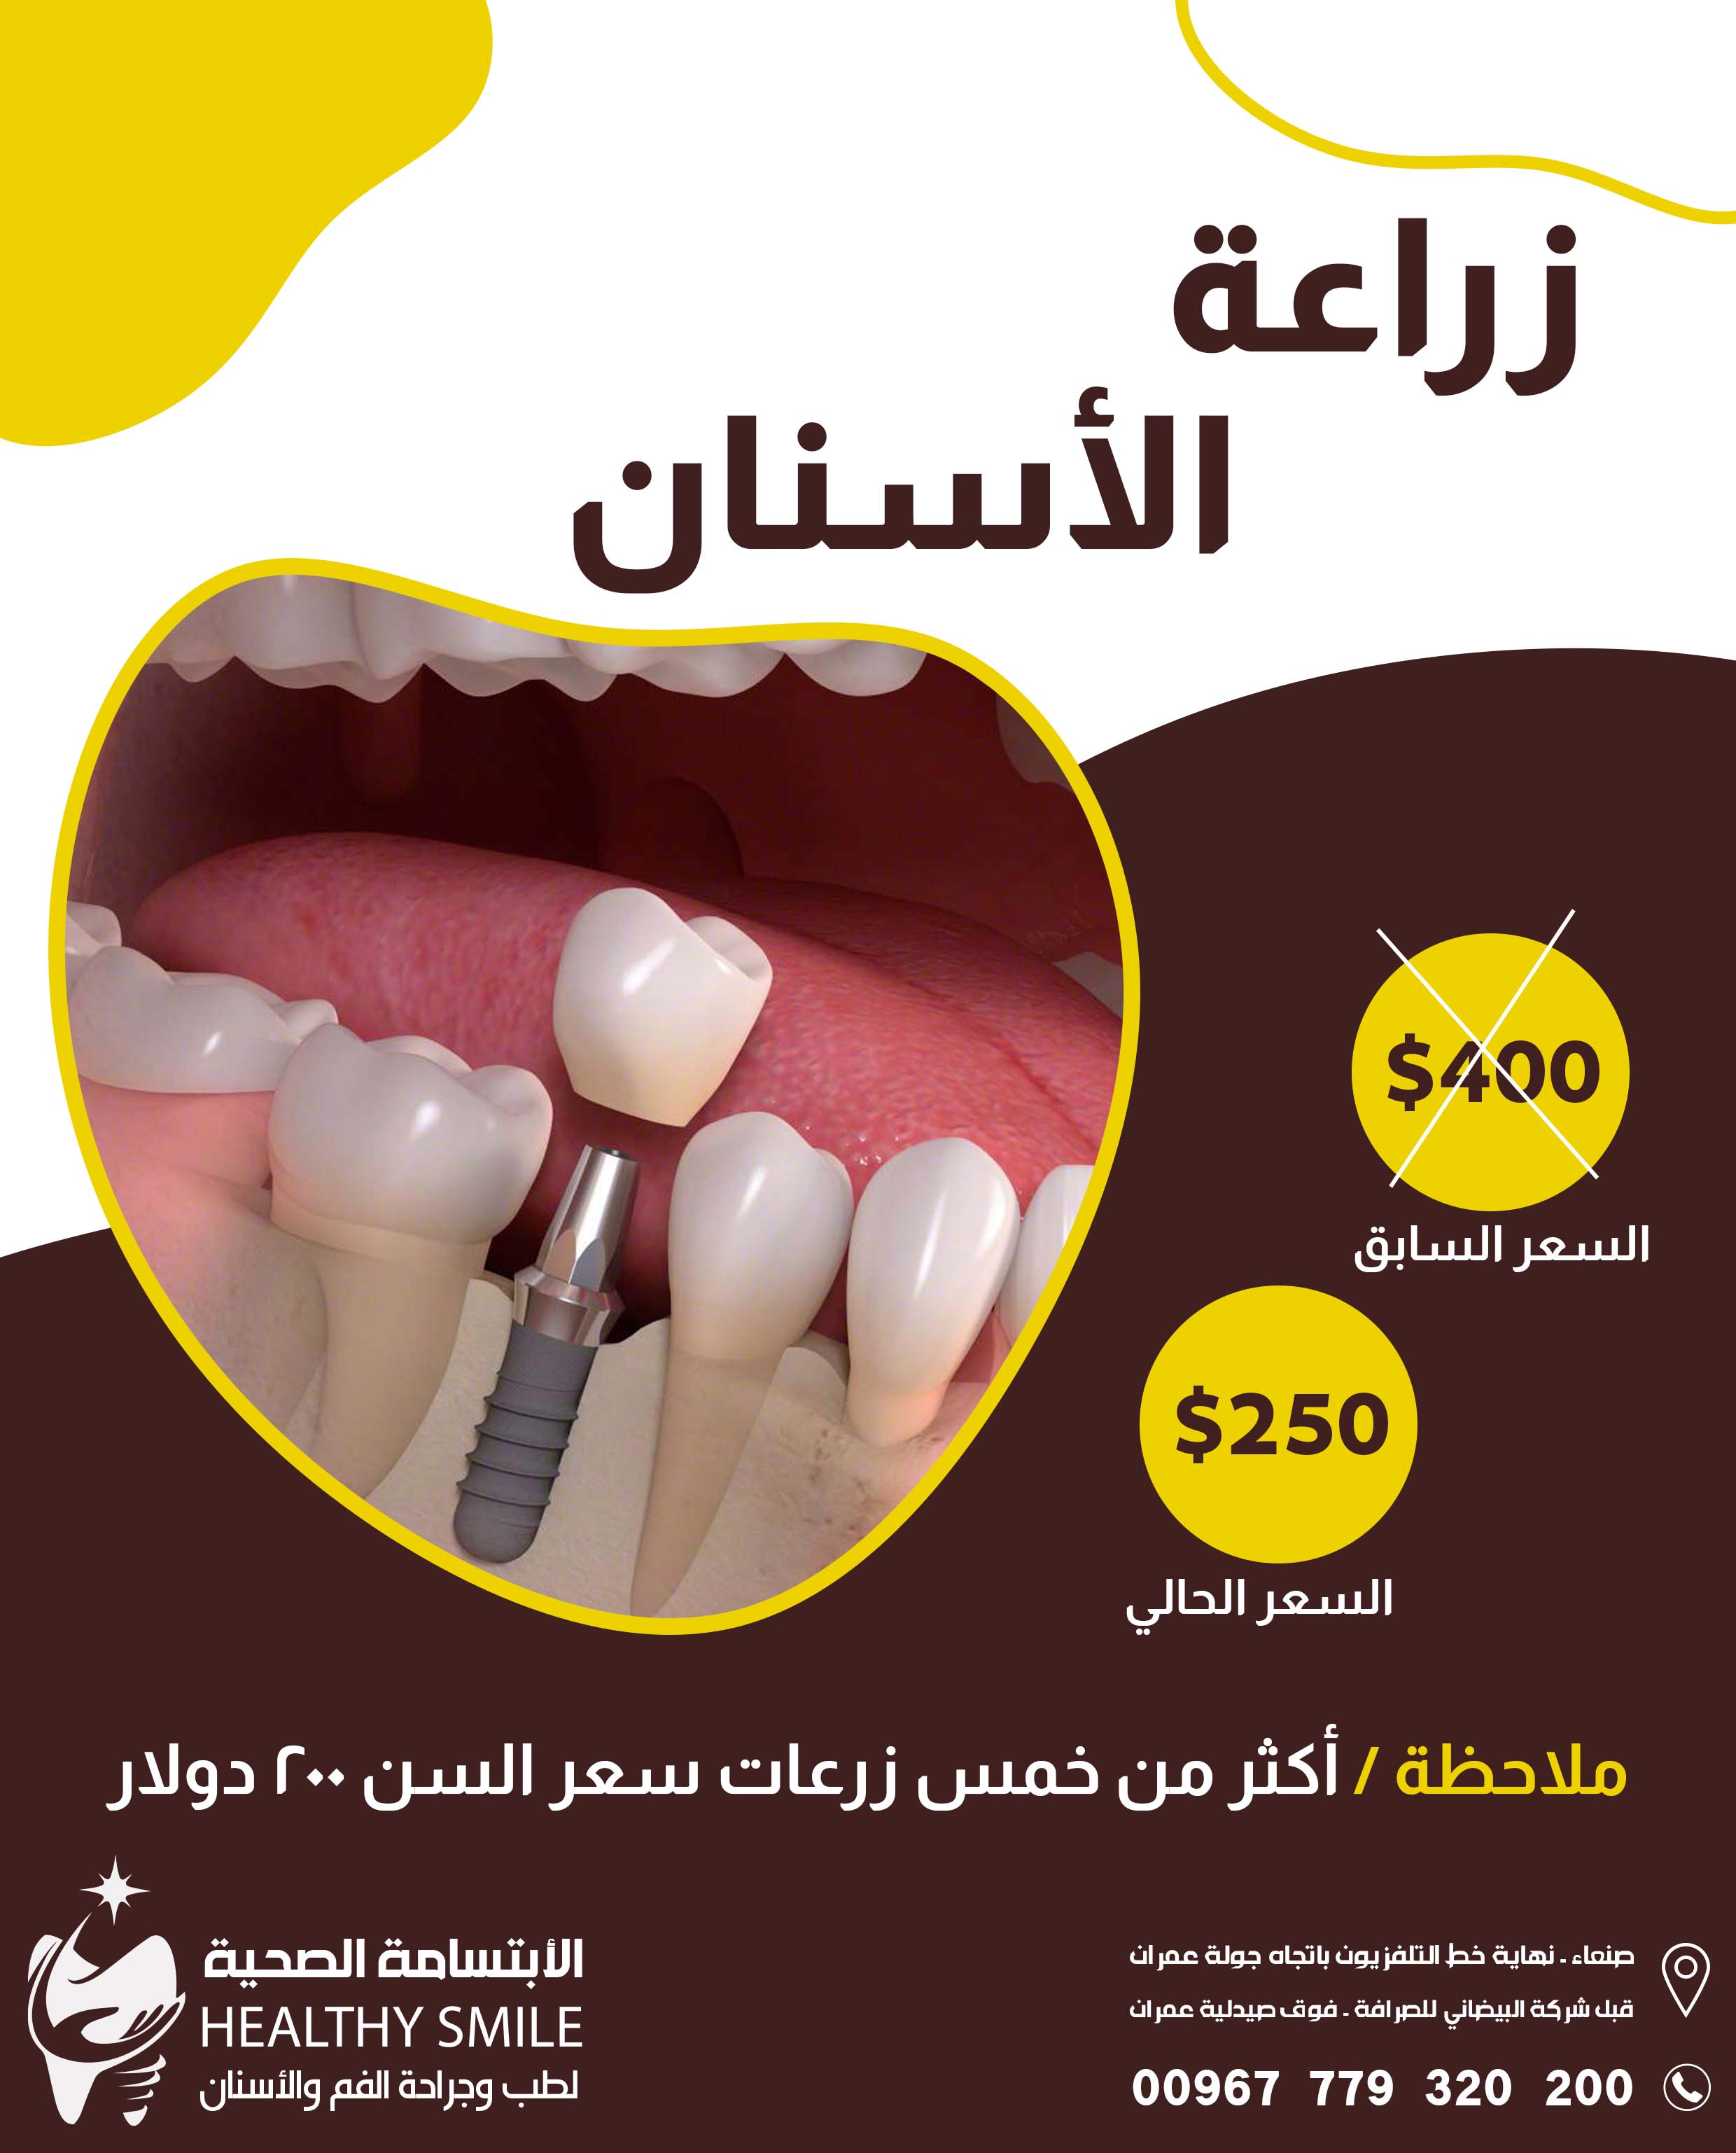 زراعة
الأسنان
$400
السعر السابق
$250
السعر الحالي
ملاحظة / أكثر من خمس زرعات سعر السن ٢٠٠ دولار
صنعاء - نهاية خط التلفزيون باتجاه جولة عمران
قبل شركة البيضاني للصرافة - فوق صيدلية عمران
00967 779 320 200
الأبتسامة الصحية
HEALTHY SMILE
لطب وجراحة الفم والأسنان